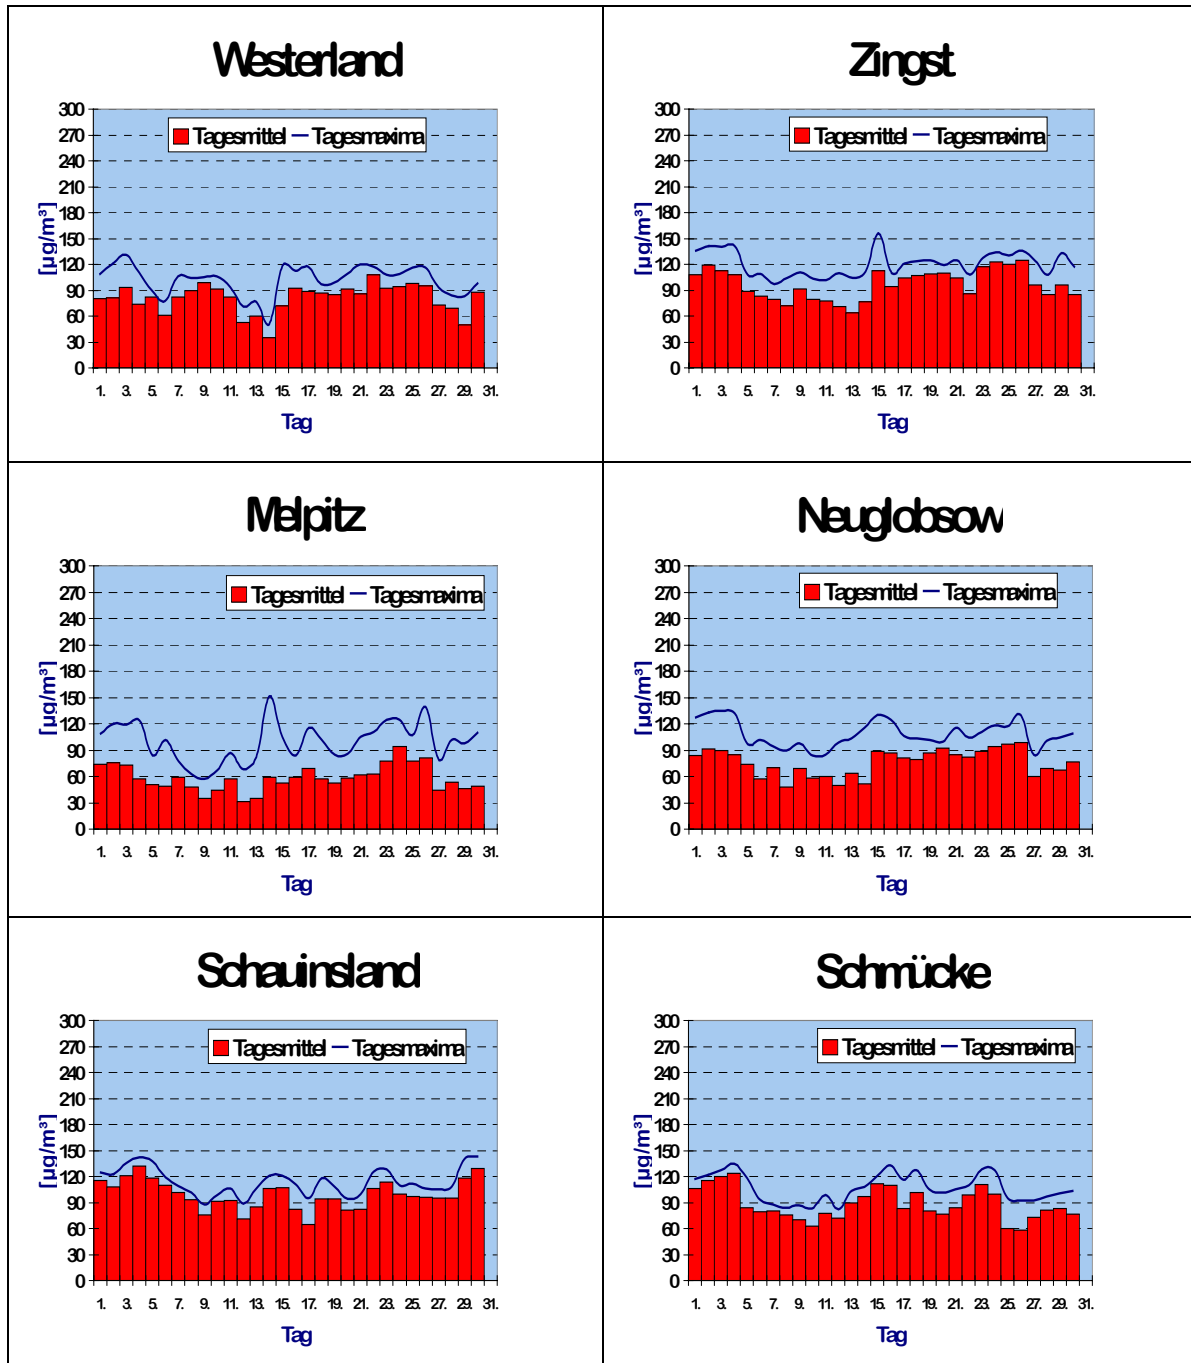 Westerland
300
270
240
210
180
150
120
90
60
30
0
[µg/m³]
Tagesmittel Tagesmaxima
1. 3. 5. 7. 9. 11. 13. 15. 17. 19. 21. 23. 25. 27. 29. 31.
Tag
Zingst
300
270
240
210
180
150
120
90
60
30
0
[µg/m³]
Tagesmittel Tagesmaxima
1. 3. 5. 7. 9. 11. 13. 15. 17. 19. 21. 23. 25. 27. 29. 31.
Tag
Melpitz
300
270
240
210
180
150
120
90
60
30
0
[µg/m³]
Tagesmittel Tagesmaxima
1. 3. 5. 7. 9. 11. 13. 15. 17. 19. 21. 23. 25. 27. 29. 31.
Tag
Neuglobsow
300
270
240
210
180
150
120
90
60
30
0
[µg/m³]
Tagesmittel Tagesmaxima
1. 3. 5. 7. 9. 11. 13. 15. 17. 19. 21. 23. 25. 27. 29. 31.
Tag
Schauinsland
300
270
240
210
180
150
120
90
60
30
0
[µg/m³]
Tagesmittel Tagesmaxima
1. 3. 5. 7. 9. 11. 13. 15. 17. 19. 21. 23. 25. 27. 29. 31.
Tag
Schmücke
300
270
240
210
180
150
120
90
60
30
0
[µg/m³]
Tagesmittel Tagesmaxima
1. 3. 5. 7. 9. 11. 13. 15. 17. 19. 21. 23. 25. 27. 29. 31.
Tag